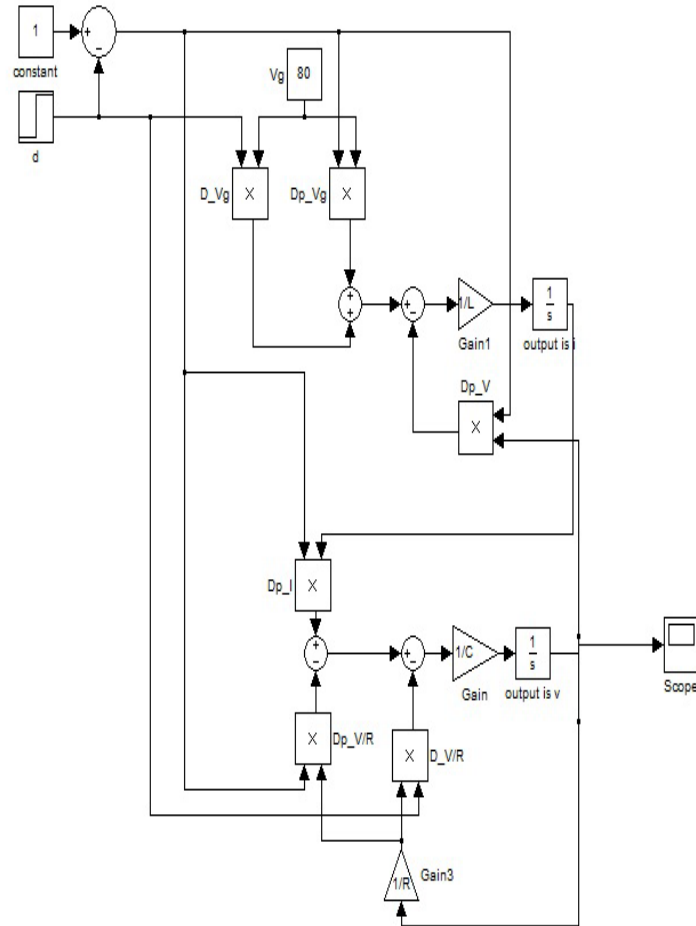 1
+
−
constant
d
Vg
80
D_Vg
×
Dp_Vg
×
+
+
+
−
1/L
Gain1
1
s
output is i
Dp_V
×
Dp_I
×
+
−
+
−
1/C
Gain
1
s
output is v
Scope
×
Dp_V/R
×
D_V/R
1/R
Gain3